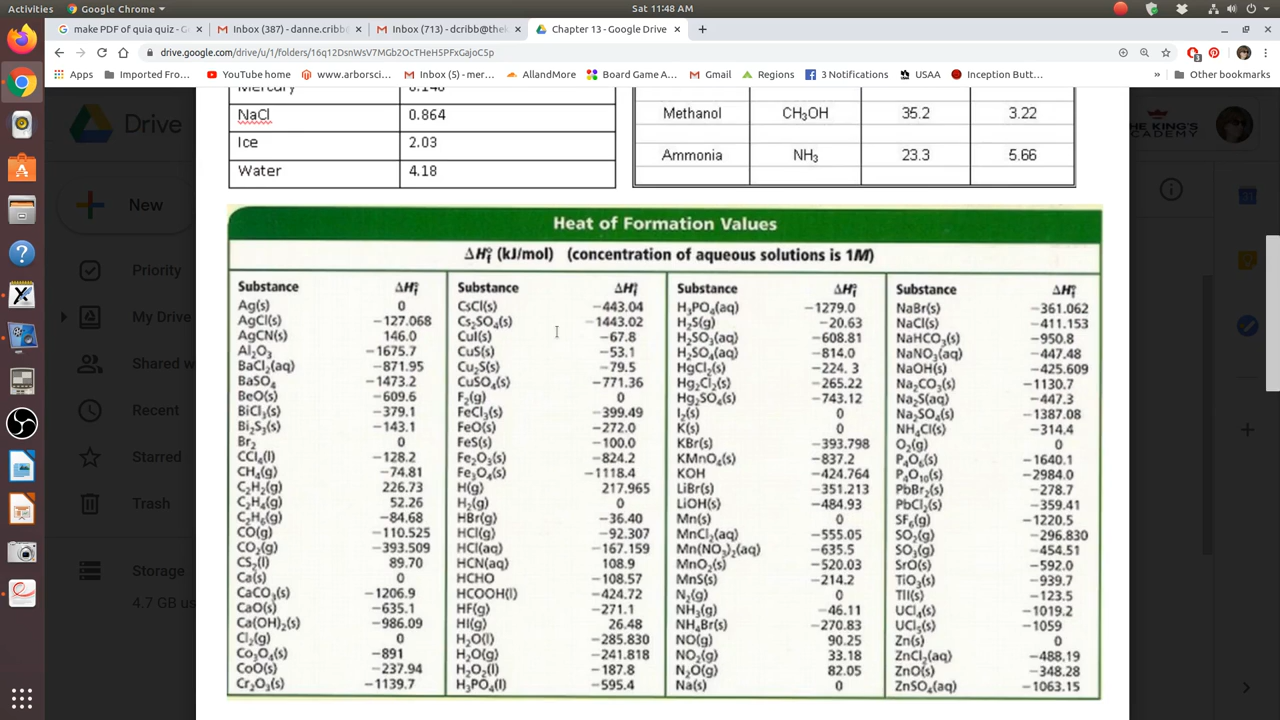 Activities
Google Chrome
Sat 11:48 AM
make PDF of quia quiz - G
Inbox (387) - danne.cribb
Inbox (713) - dcribb@thek
Chapter 13 - Google Drive
drive.google.com/drive/u/1/folders/16q12DsnWsV7MGb2OcTHeH5PFxGajoC5p
Apps
Imported Fro...
YouTube home
www.arborsci...
Inbox (5) - mer...
AllandMore
Board Game A...
Gmail
Regions
3 Notifications
USAA
Inception Butt...
»
Other bookmarks
Drive
New
Priority
My Drive
Shared w
Recent
Starred
Trash
Storage
4.7 GB us
HE KING'S
ACADEMY
Mercury 0.140
NaCl 0.864
Ice 2.03
Water 4.18
Methanol CH₃OH 35.2 3.22
Ammonia NH₃ 23.3 5.66
Heat of Formation Values
ΔH°f (kJ/mol) (concentration of aqueous solutions is 1M)
Substance ΔH°f
Ag(s) 0
AgCl(s) −127.068
AgCN(s) 146.0
Al₂O₃ −1675.7
BaCl₂(aq) −871.95
BaSO₄ −1473.2
BeO(s) −609.6
BiCl₃(s) −379.1
Bi₂S₃(s) −143.1
Br₂ 0
CCl₄(l) −128.2
CH₄(g) −74.81
C₂H₂(g) 226.73
C₂H₄(g) 52.26
C₂H₆(g) −84.68
CO(g) −110.525
CO₂(g) −393.509
CS₂(l) 89.70
Ca(s) 0
CaCO₃(s) −1206.9
CaO(s) −635.1
Ca(OH)₂(s) −986.09
Cl₂(g) 0
Co₃O₄(s) −891
CoO(s) −237.94
Cr₂O₃(s) −1139.7
Substance ΔH°f
CsCl(s) −443.04
Cs₂SO₄(s) −1443.02
CuI(s) −67.8
CuS(s) −53.1
Cu₂S(s) −79.5
CuSO₄(s) −771.36
F₂(g) 0
FeCl₃(s) −399.49
FeO(s) −272.0
FeS(s) −100.0
Fe₂O₃(s) −824.2
Fe₃O₄(s) −1118.4
H(g) 217.965
H₂(g) 0
HBr(g) −36.40
HCl(g) −92.307
HCl(aq) −167.159
HCN(aq) 108.9
HCHO −108.57
HCOOH(l) −424.72
HF(g) −271.1
HI(g) 26.48
H₂O(l) −285.830
H₂O(g) −241.818
H₂O₂(l) −187.8
H₃PO₄(l) −595.4
Substance ΔH°f
H₃PO₄(aq) −1279.0
H₂S(g) −20.63
H₂SO₃(aq) −608.81
H₂SO₄(aq) −814.0
HgCl₂(s) −224. 3
Hg₂Cl₂(s) −265.22
Hg₂SO₄(s) −743.12
I₂(s) 0
K(s) 0
KBr(s) −393.798
KMnO₄(s) −837.2
KOH −424.764
LiBr(s) −351.213
LiOH(s) −484.93
Mn(s) 0
MnCl₂(aq) −555.05
Mn(NO₃)₂(aq) −635.5
MnO₂(s) −520.03
MnS(s) −214.2
N₂(g) 0
NH₃(g) −46.11
NH₄Br(s) −270.83
NO(g) 90.25
NO₂(g) 33.18
N₂O(g) 82.05
Na(s) 0
Substance ΔH°f
NaBr(s) −361.062
NaCl(s) −411.153
NaHCO₃(s) −950.8
NaNO₃(aq) −447.48
NaOH(s) −425.609
Na₂CO₃(s) −1130.7
Na₂S(aq) −447.3
Na₂SO₄(s) −1387.08
NH₄Cl(s) −314.4
O₂(g) 0
P₄O₆(s) −1640.1
P₄O₁₀(s) −2984.0
PbBr₂(s) −278.7
PbCl₂(s) −359.41
SF₆(g) −1220.5
SO₂(g) −296.830
SO₃(g) −454.51
SrO(s) −592.0
TiO₂(s) −939.7
TlI(s) −123.5
UCl₄(s) −1019.2
UCl₅(s) −1059
Zn(s) 0
ZnCl₂(aq) −488.19
ZnO(s) −348.28
ZnSO₄(aq) −1063.15